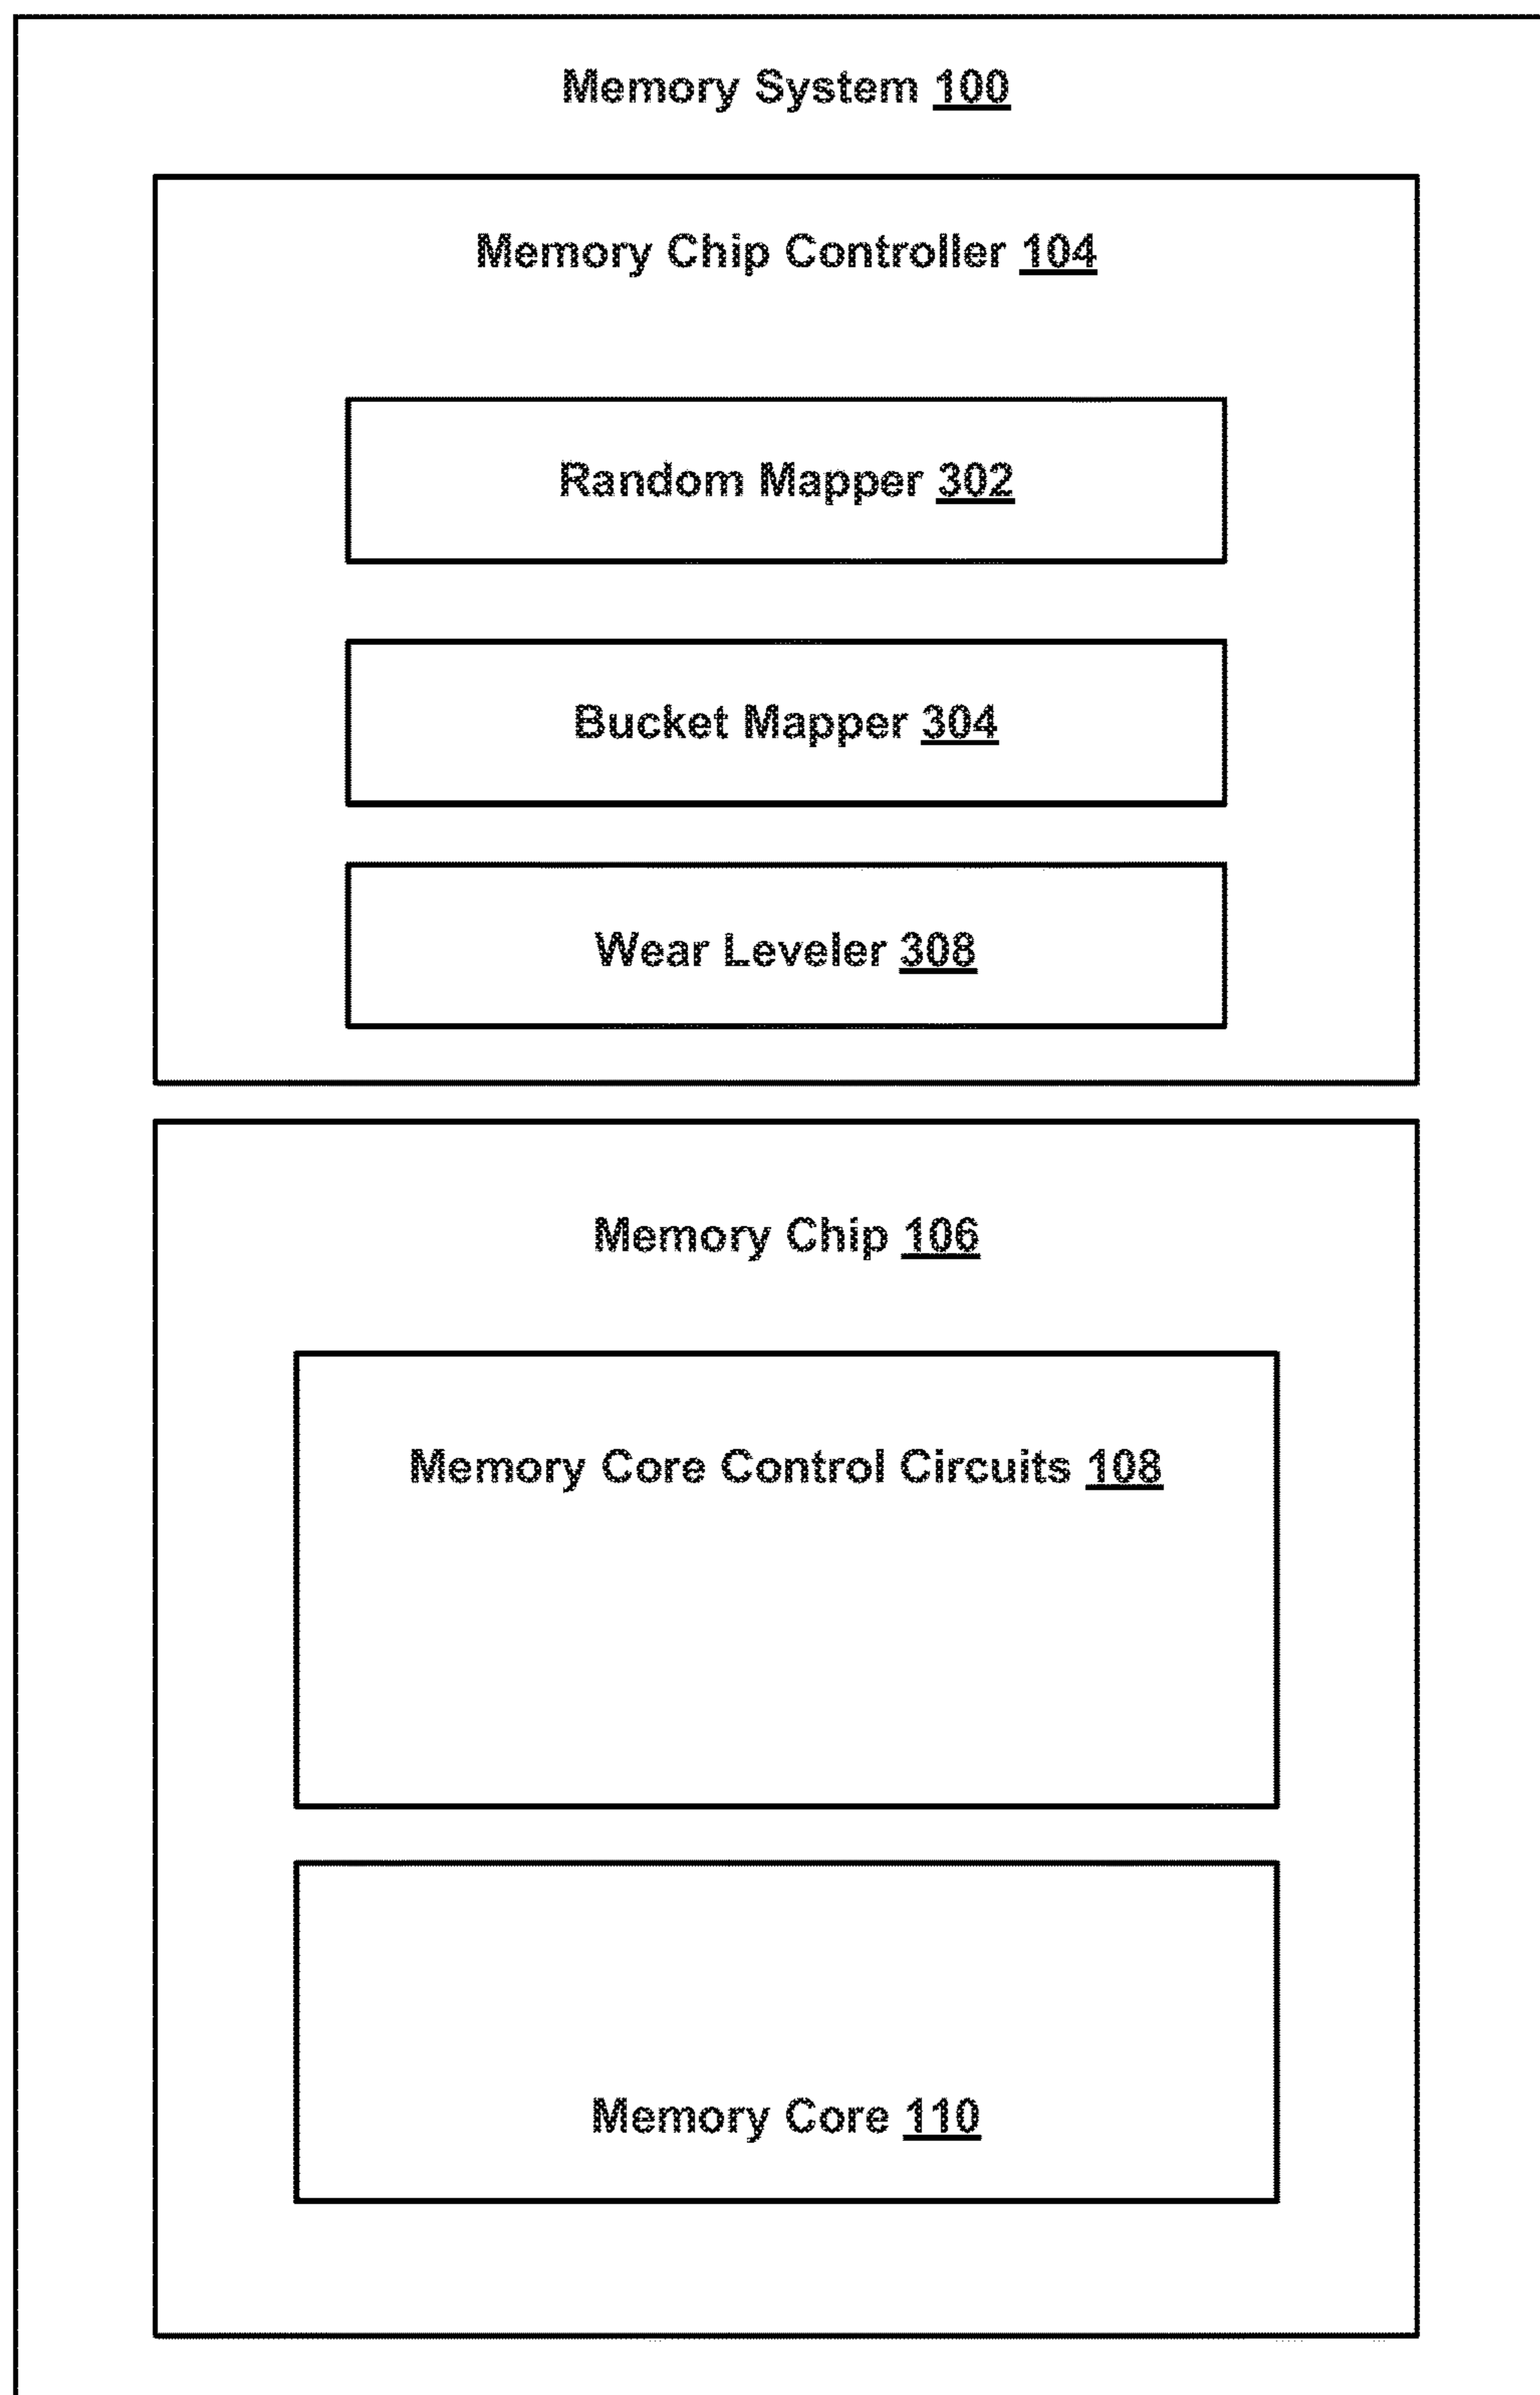 Memory System 100
Memory Chip Controller 104
Random Mapper 302
Bucket Mapper 304
Wear Leveler 308
Memory Chip 106
Memory Core Control Circuits 108
Memory Core 110